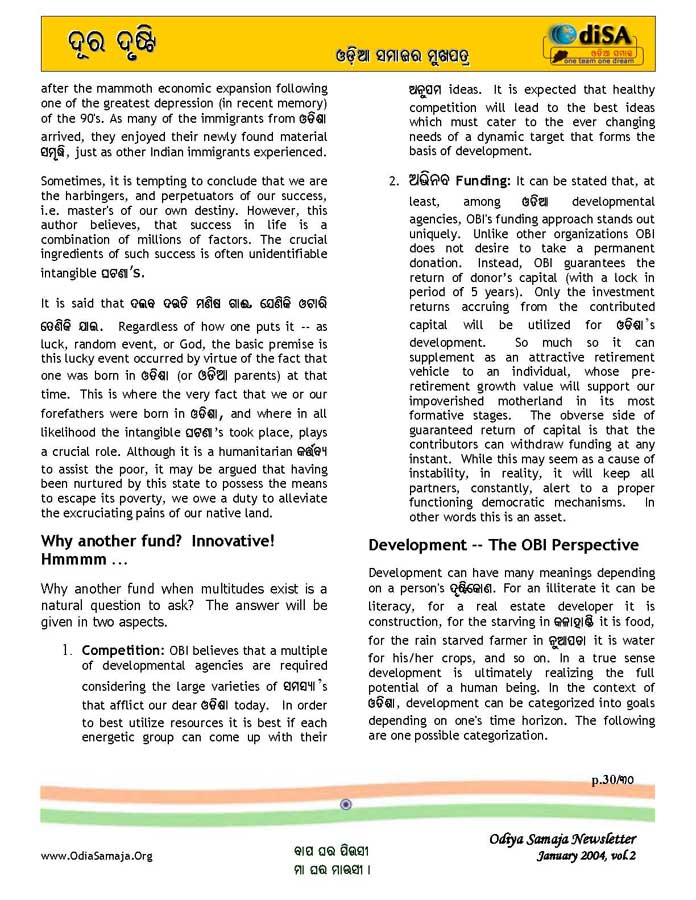 ଦୂର ଦୃଷ୍ଟି
ଓଡ଼ିଆ ସମାଜର ମୁଖପତ୍ର
OdiSA
ଓଡ଼ିଆ ସମାଜ
one team one dream
after the mammoth economic expansion following
one of the greatest depression (in recent memory)
of the 90's. As many of the immigrants from ଓଡିଶା
arrived, they enjoyed their newly found material
ସମୃଦ୍ଧି, just as other Indian immigrants experienced.
Sometimes, it is tempting to conclude that we are
the harbingers, and perpetuators of our success,
i.e. master's of our own destiny. However, this
author believes, that success in life is a
combination of millions of factors. The crucial
ingredients of such success is often unidentifiable
intangible ଘଟଣା's.
It is said that ଦଇବ ଦଉଡି ମଣିଷ ଗାଈ, ଯେଣିକି ଓଟାରି
ତେଣିକି ଯାଇ. Regardless of how one puts it -- as
luck, random event, or God, the basic premise is
this lucky event occurred by virtue of the fact that
one was born in ଓଡିଶା (or ଓଡିଆ parents) at that
time. This is where the very fact that we or our
forefathers were born in ଓଡିଶା, and where in all
likelihood the intangible ଘଟଣା's took place, plays
a crucial role. Although it is a humanitarian କର୍ତ୍ତବ୍ୟ
to assist the poor, it may be argued that having
been nurtured by this state to possess the means
to escape its poverty, we owe a duty to alleviate
the excruciating pains of our native land.
Why another fund? Innovative!
Hmmmm ...
Why another fund when multitudes exist is a
natural question to ask? The answer will be
given in two aspects.
1. Competition: OBI believes that a multiple
of developmental agencies are required
considering the large varieties of ସମସ୍ୟା's
that afflict our dear ଓଡିଶା today. In order
to best utilize resources it is best if each
energetic group can come up with their
ଅନୁପମ ideas. It is expected that healthy
competition will lead to the best ideas
which must cater to the ever changing
needs of a dynamic target that forms the
basis of development.
2. ଅଭିନବ Funding: It can be stated that, at
least, among ଓଡିଆ developmental
agencies, OBI's funding approach stands out
uniquely. Unlike other organizations OBI
does not desire to take a permanent
donation. Instead, OBI guarantees the
return of donor's capital (with a lock in
period of 5 years). Only the investment
returns accruing from the contributed
capital will be utilized for ଓଡିଶା's
development. So much so it can
supplement as an attractive retirement
vehicle to an individual, whose pre-
retirement growth value will support our
impoverished motherland in its most
formative stages. The obverse side of
guaranteed return of capital is that the
contributors can withdraw funding at any
instant. While this may seem as a cause of
instability, in reality, it will keep all
partners, constantly, alert to a proper
functioning democratic mechanisms. In
other words this is an asset.
Development -- The OBI Perspective
Development can have many meanings depending
on a person's ଦୃଷ୍ଟିକୋଣ. For an illiterate it can be
literacy, for a real estate developer it is
construction, for the starving in କଳାହାଣ୍ଡି it is food,
for the rain starved farmer in ନୂଆପଡା it is water
for his/her crops, and so on. In a true sense
development is ultimately realizing the full
potential of a human being. In the context of
ଓଡିଶା, development can be categorized into goals
depending on one's time horizon. The following
are one possible categorization.
p.30/୩୦
www.OdiaSamaja.Org
ବାପ ଘର ପିଉସୀ
ମା ଘର ମାଉସୀ ।
Odiya Samaja Newsletter
January 2004, vol.2